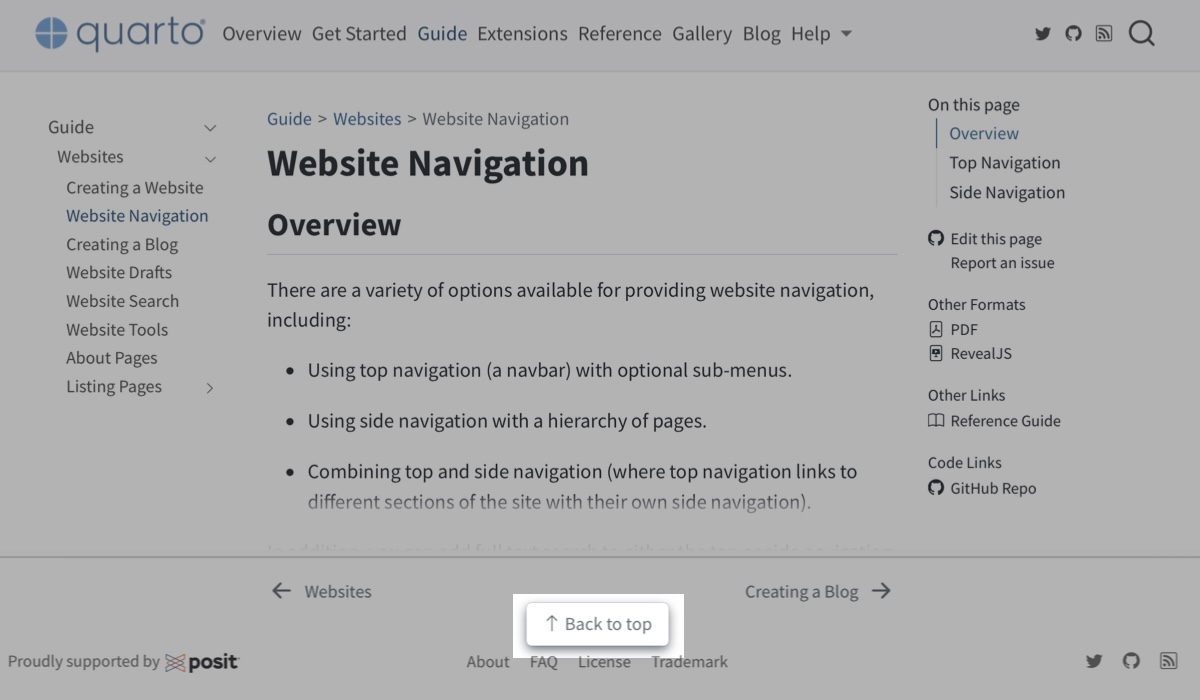 quarto
Overview Get Started Guide Extensions Reference Gallery Blog Help
Guide
Websites
Creating a Website
Website Navigation
Creating a Blog
Website Drafts
Website Search
Website Tools
About Pages
Listing Pages
Guide > Websites > Website Navigation
Website Navigation
Overview
There are a variety of options available for providing website navigation,
including:
• Using top navigation (a navbar) with optional sub-menus.
• Using side navigation with a hierarchy of pages.
• Combining top and side navigation (where top navigation links to
different sections of the site with their own side navigation).
On this page
Overview
Top Navigation
Side Navigation
Edit this page
Report an issue
Other Formats
PDF
RevealJS
Other Links
Reference Guide
Code Links
GitHub Repo
← Websites
Creating a Blog →
↑ Back to top
Proudly supported by posit
About FAQ License Trademark